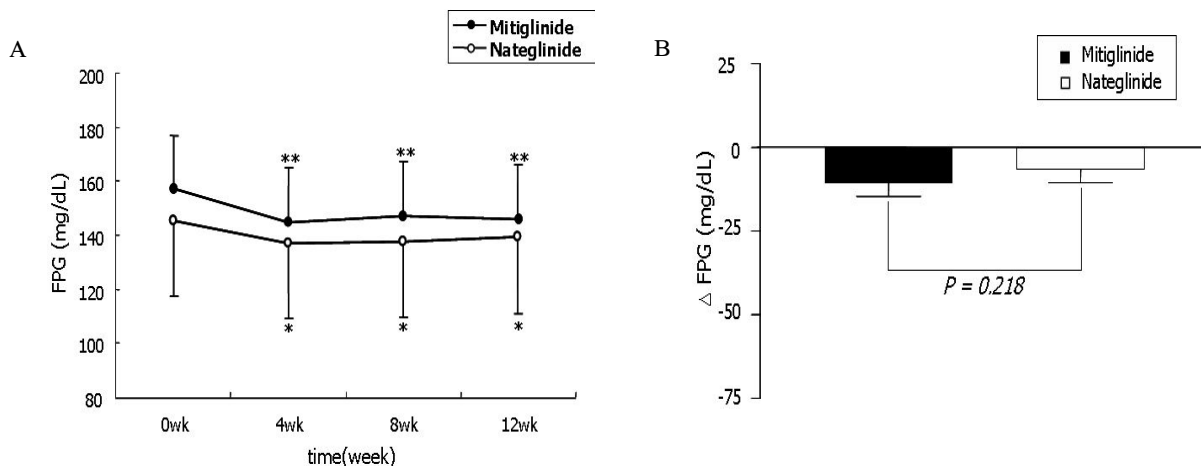 A
Mitiglinide
Nateglinide
200
180
160
140
120
100
80
FPG (mg/dL)
**
**
**
*
*
*
0wk
4wk
8wk
12wk
time(week)
B
Mitiglinide
Nateglinide
25
0
-25
-50
-75
△ FPG (mg/dL)
P = 0.218